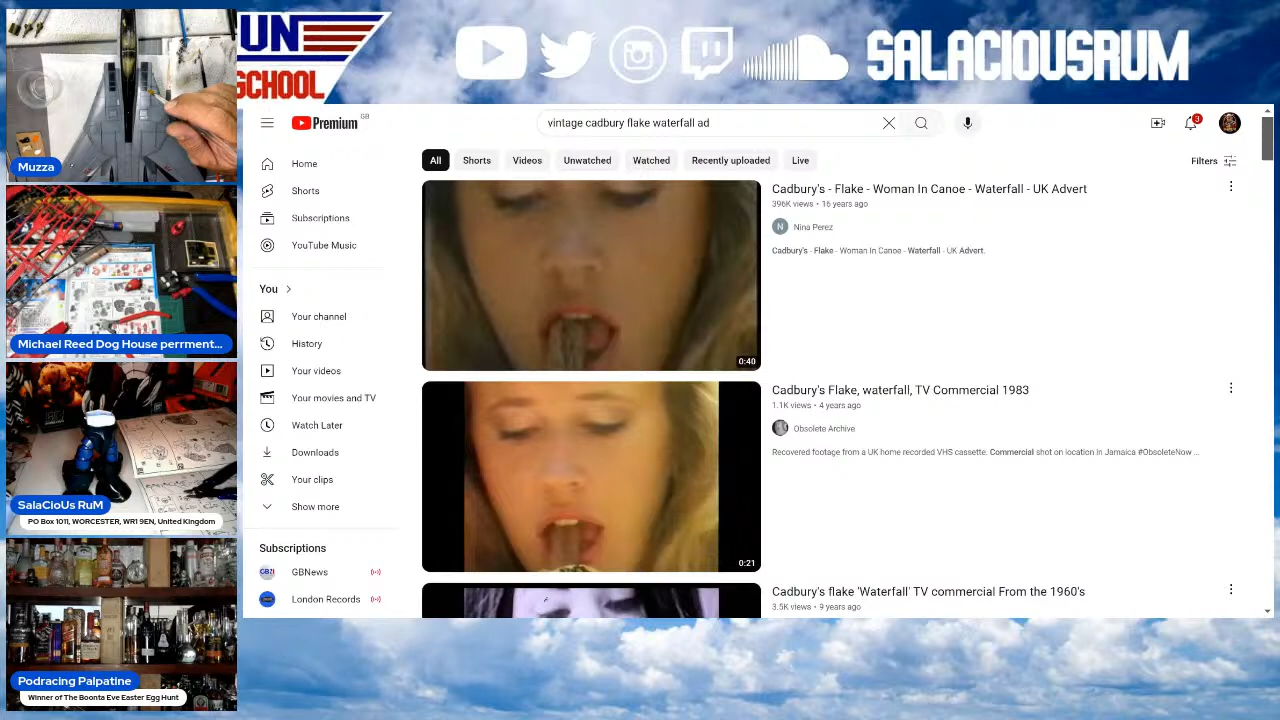 UN
SCHOOL
SALACIOUSRUM
Muzza
Michael Reed Dog House perrment...
SalaCioUs RuM
PO Box 1011, WORCESTER, WR1 9EN, United Kingdom
Podracing Palpatine
Winner of The Boonta Eve Easter Egg Hunt
Premium
GB
vintage cadbury flake waterfall ad
3
Home
Shorts
Subscriptions
YouTube Music
You
Your channel
History
Your videos
Your movies and TV
Watch Later
Downloads
Your clips
Show more
Subscriptions
GBNews
London Records
All
Shorts
Videos
Unwatched
Watched
Recently uploaded
Live
Filters
0:40
Cadbury's - Flake - Woman In Canoe - Waterfall - UK Advert
396K views • 16 years ago
N
Nina Perez
Cadbury's - Flake - Woman In Canoe - Waterfall - UK Advert.
0:21
Cadbury's Flake, waterfall, TV Commercial 1983
1.1K views • 4 years ago
Obsolete Archive
Recovered footage from a UK home recorded VHS cassette. Commercial shot on location in Jamaica #ObsoleteNow ...
Cadbury's flake 'Waterfall' TV commercial From the 1960's
3.5K views • 9 years ago